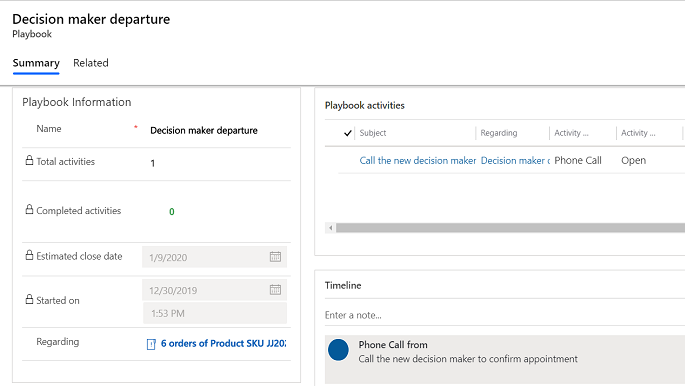 Decision maker departure
Playbook
Summary Related
Playbook Information
Name * Decision maker departure
Total activities 1
Completed activities 0
Estimated close date 1/9/2020
Started on 12/30/2019
1:53 PM
Regarding 6 orders of Product SKU JJ202
Playbook activities
Subject Regarding Activity ... Activity ...
Call the new decision maker Decision maker Phone Call Open
Timeline
Enter a note...
Phone Call from
Call the new decision maker to confirm appointment